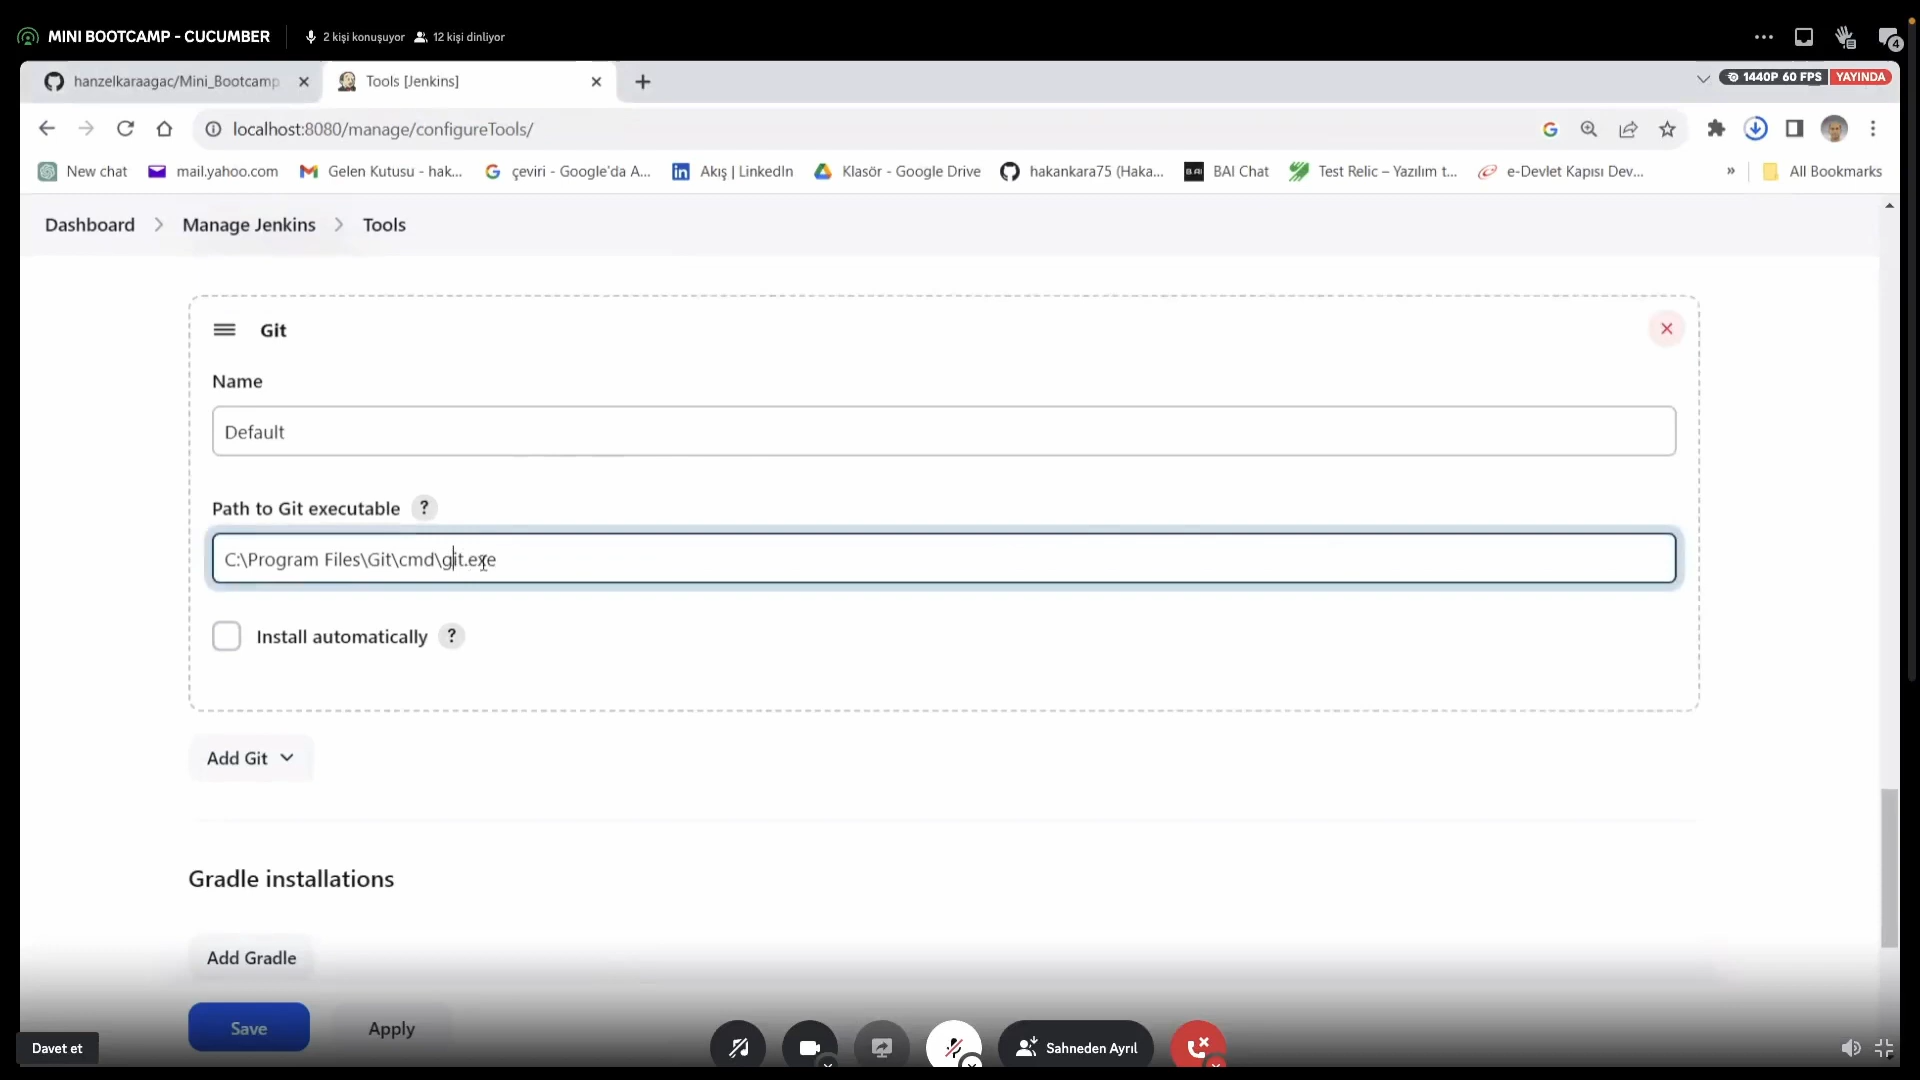 MINI BOOTCAMP - CUCUMBER 2 kişi konuşuyor 12 kişi dinliyor
4
hanzelkaraagac/Mini_Bootcamp
Tools [Jenkins]
1440P 60 FPS YAYINDA
localhost:8080/manage/configureTools/
New chat mail.yahoo.com Gelen Kutusu - hak... çeviri - Google'da A... Akış | LinkedIn Klasör - Google Drive hakankara75 (Haka... B.AI BAI Chat Test Relic – Yazılım t... e-Devlet Kapısı Dev... » All Bookmarks
Dashboard > Manage Jenkins > Tools
Git
Name
Default
Path to Git executable ?
C:\Program Files\Git\cmd\git.exe
Install automatically ?
Add Git
Gradle installations
Add Gradle
Save Apply
Davet et
Sahneden Ayrıl